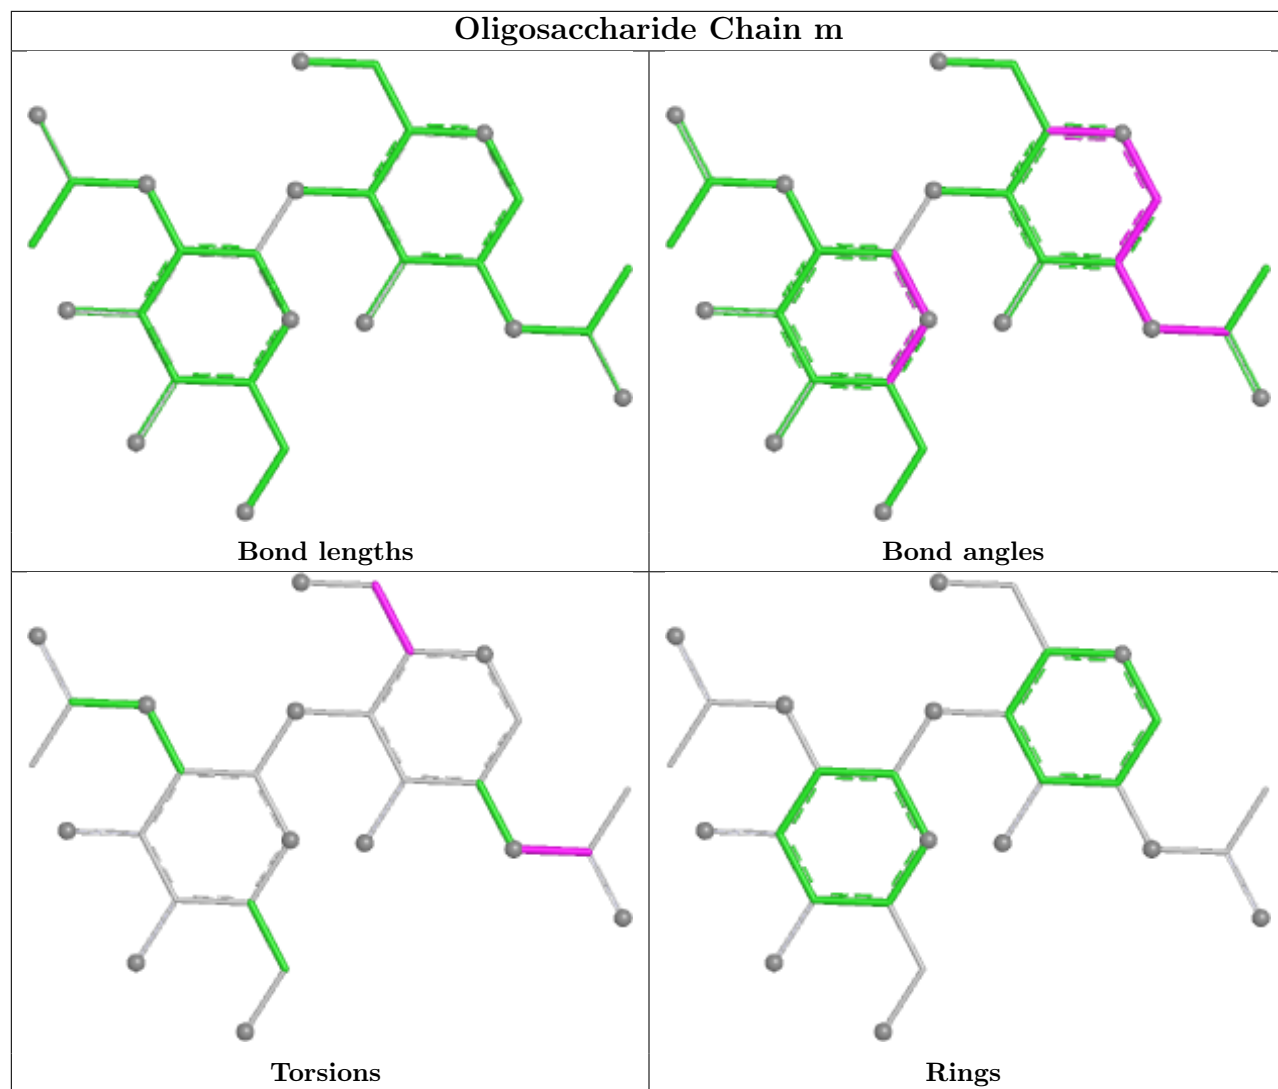 Oligosaccharide Chain m
Bond lengths
Bond angles
Torsions
Rings